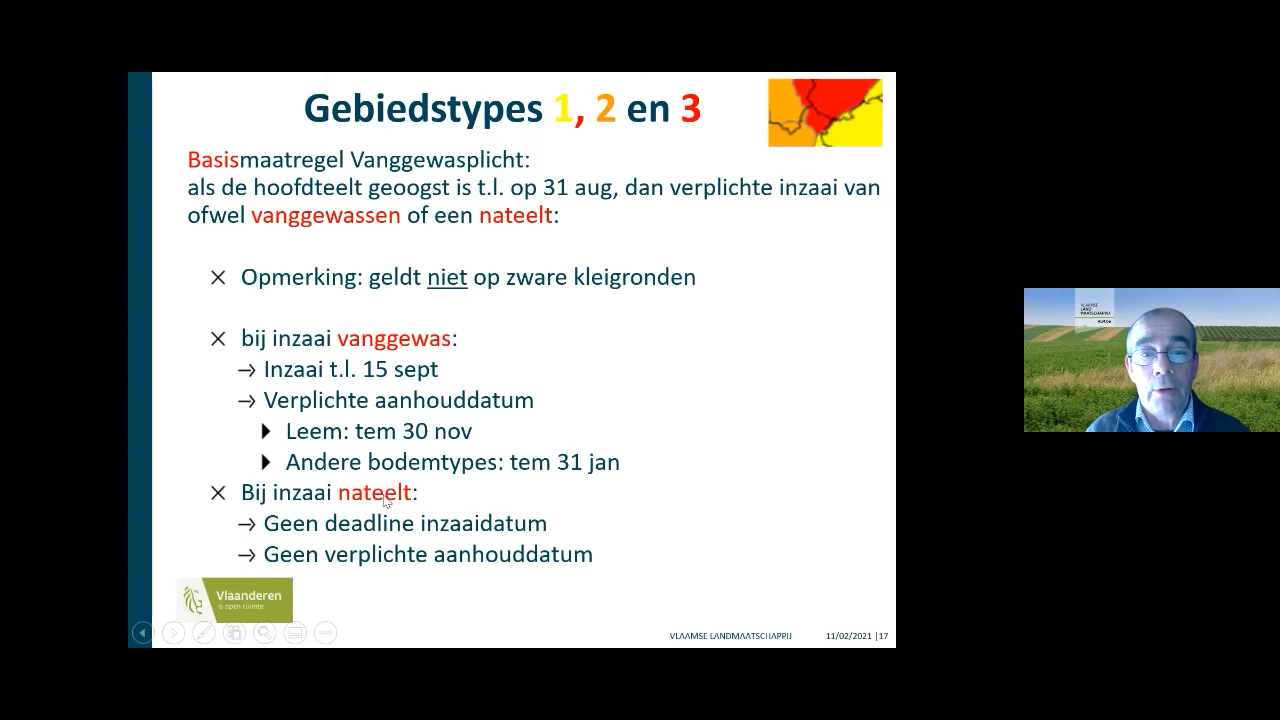 Gebiedstypes 1, 2 en 3
Basismaatregel Vanggewasplicht:
als de hoofdteelt geoogst is t.l. op 31 aug, dan verplichte inzaai van
ofwel vanggewassen of een nateelt:
Opmerking: geldt niet op zware kleigronden
bij inzaai vanggewas:
→ Inzaai t.l. 15 sept
→ Verplichte aanhouddatum
Leem: tem 30 nov
Andere bodemtypes: tem 31 jan
Bij inzaai nateelt:
→ Geen deadline inzaaidatum
→ Geen verplichte aanhouddatum
Vlaanderen
is open ruimte
VLAAMSE LANDMAATSCHAPPIJ 11/02/2021 |17
VLAAMSE
LAND
MAATSCHAPPIJ